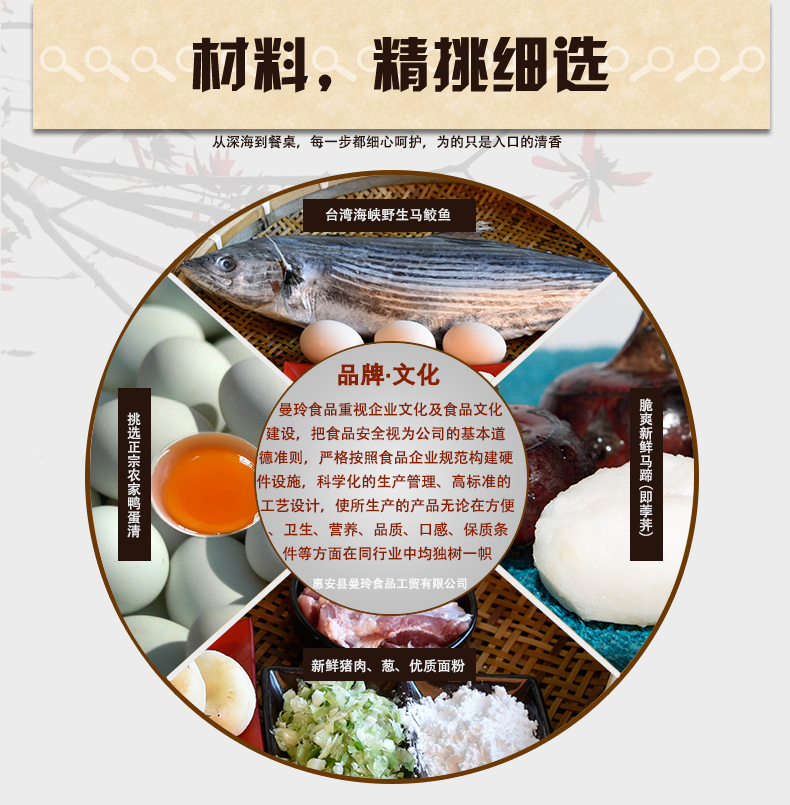 材料，精挑细选
从深海到餐桌，每一步都细心呵护，为的只是入口的清香
台湾海峡野生马鲛鱼
挑选正宗农家鸭蛋清
脆爽新鲜马蹄(即荸荠)
品牌·文化
曼玲食品重视企业文化及食品文化
建设，把食品安全视为公司的基本道
德准则，严格按照食品企业规范构建硬
件设施，科学化的生产管理、高标准的
工艺设计，使所生产的产品无论在方便
、卫生、营养、品质、口感、保质条
件等方面在同行业中均独树一帜
惠安县曼玲食品工贸有限公司
新鲜猪肉、葱、优质面粉